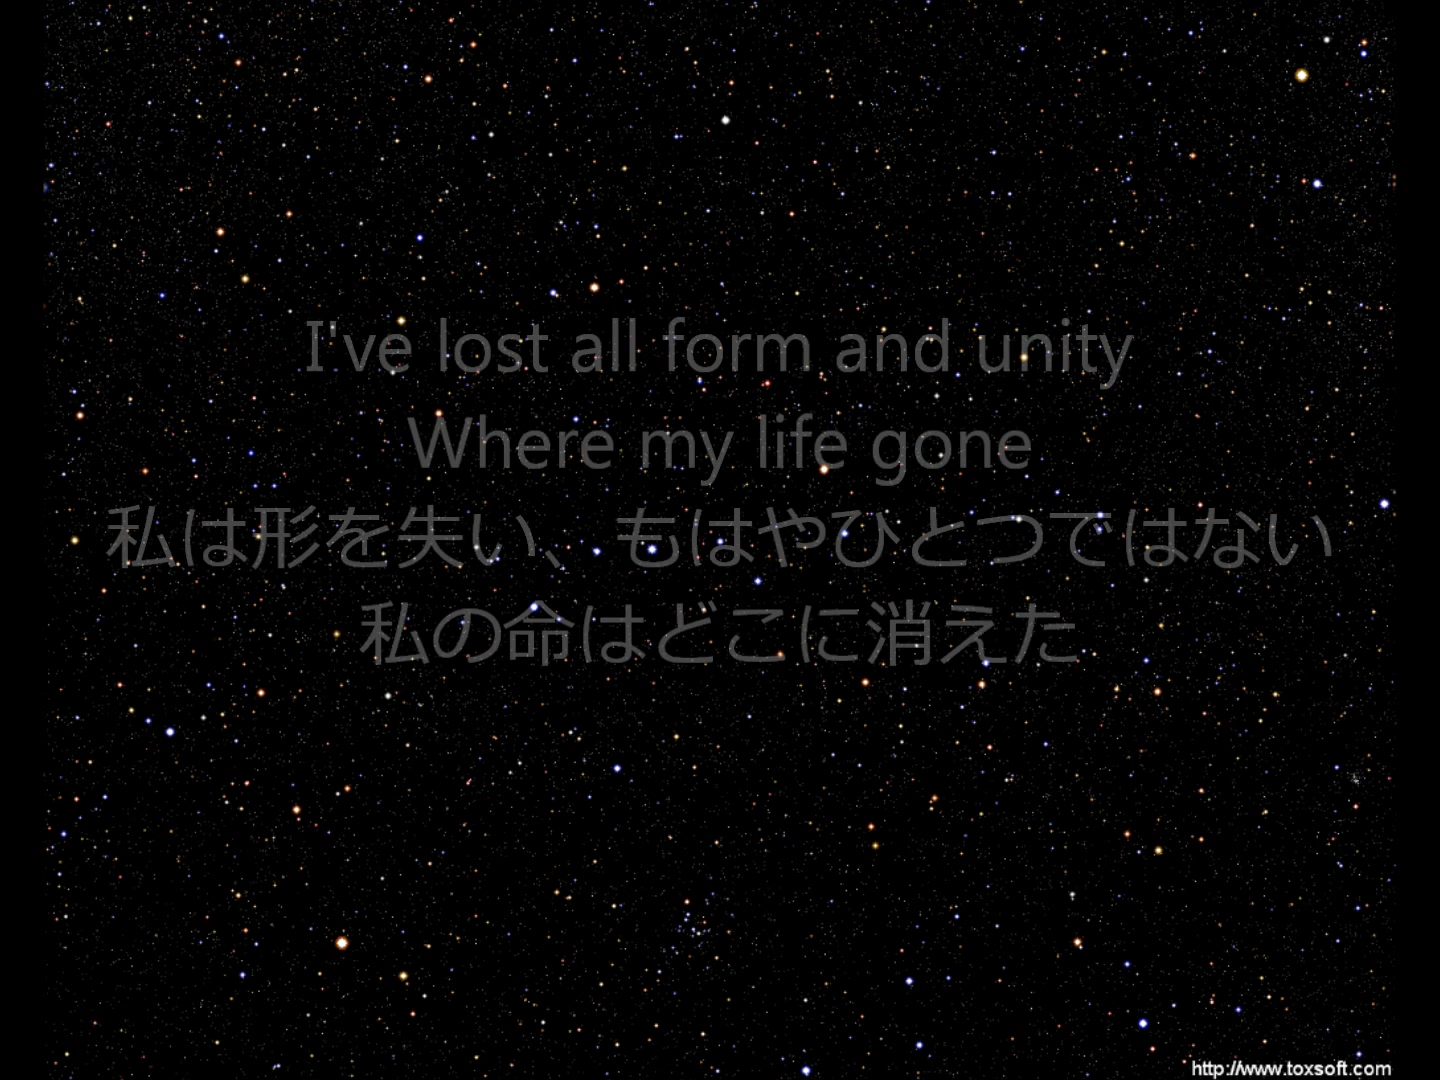 I've lost all form and unity
Where my life gone
私は形を失い、もはやひとつではない
私の命はどこに消えた
http://www.toxsoft.com